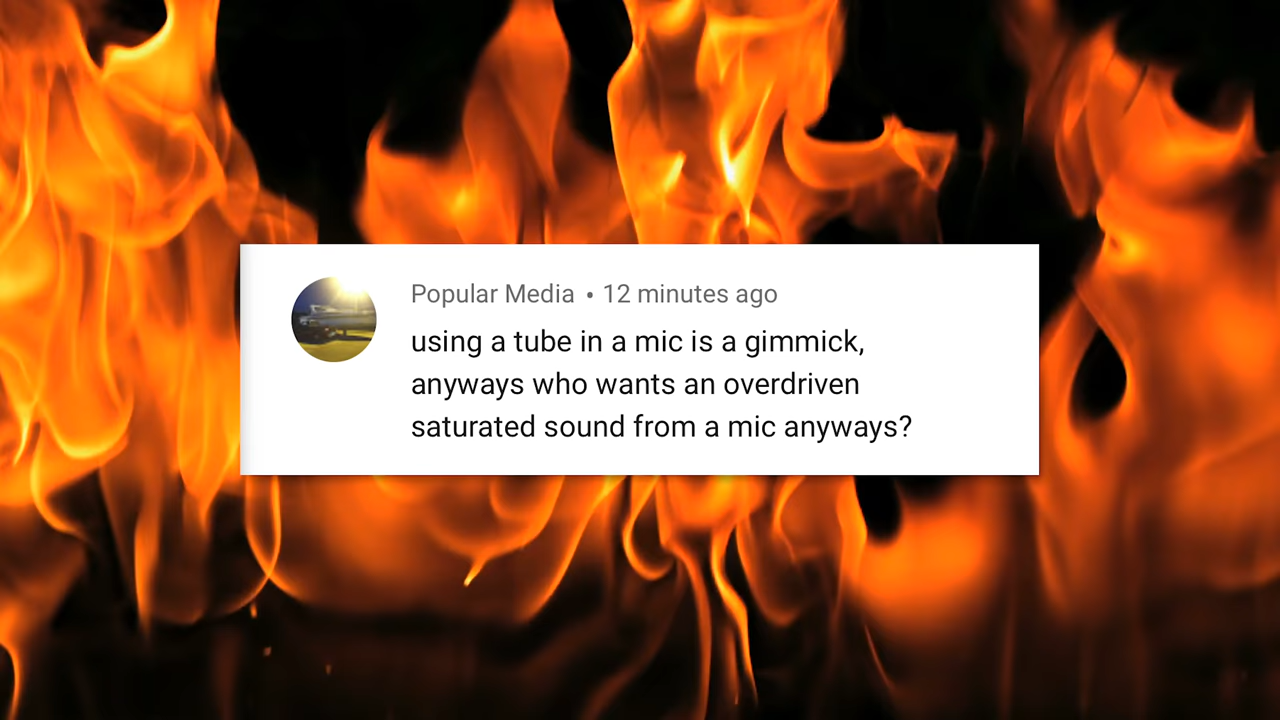 Popular Media • 12 minutes ago
using a tube in a mic is a gimmick,
anyways who wants an overdriven
saturated sound from a mic anyways?